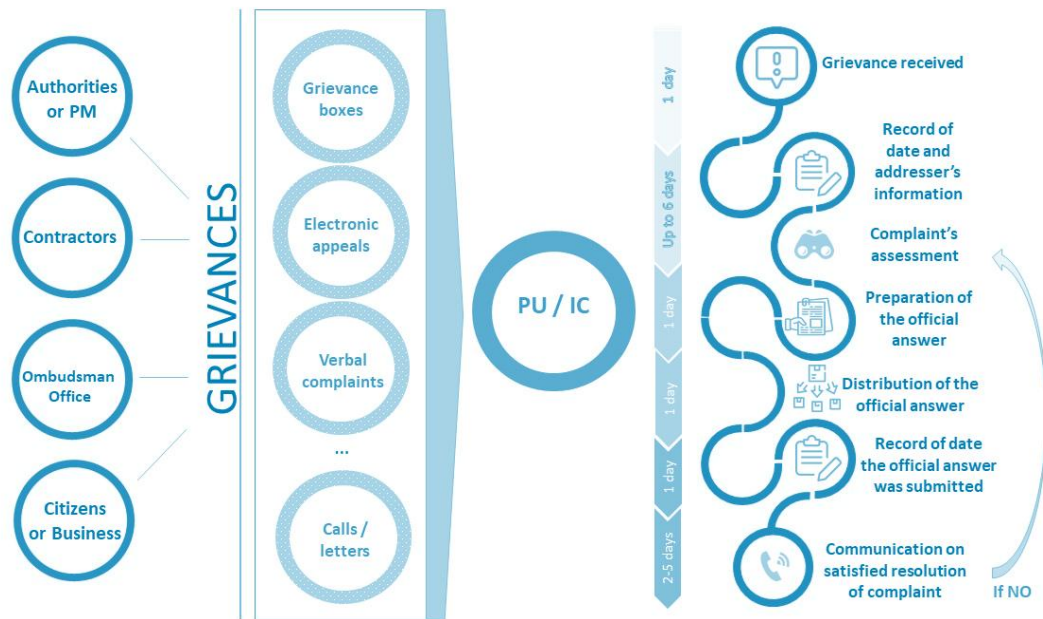 Authorities
or PM
Contractors
Ombudsman
Office
Citizens
or Business
GRIEVANCES
Grievance
boxes
Electronic
appeals
Verbal
complaints
...
Calls /
letters
PU / IC
1 day
Up to 6 days
1 day
1 day
1 day
2-5 days
Grievance received
Record of
date and
addresser's
information
Complaint's
assessment
Preparation of
the official
answer
Distribution of the
official answer
Record of date
the official answer
was submitted
Communication on
satisfied resolution
of complaint
If NO